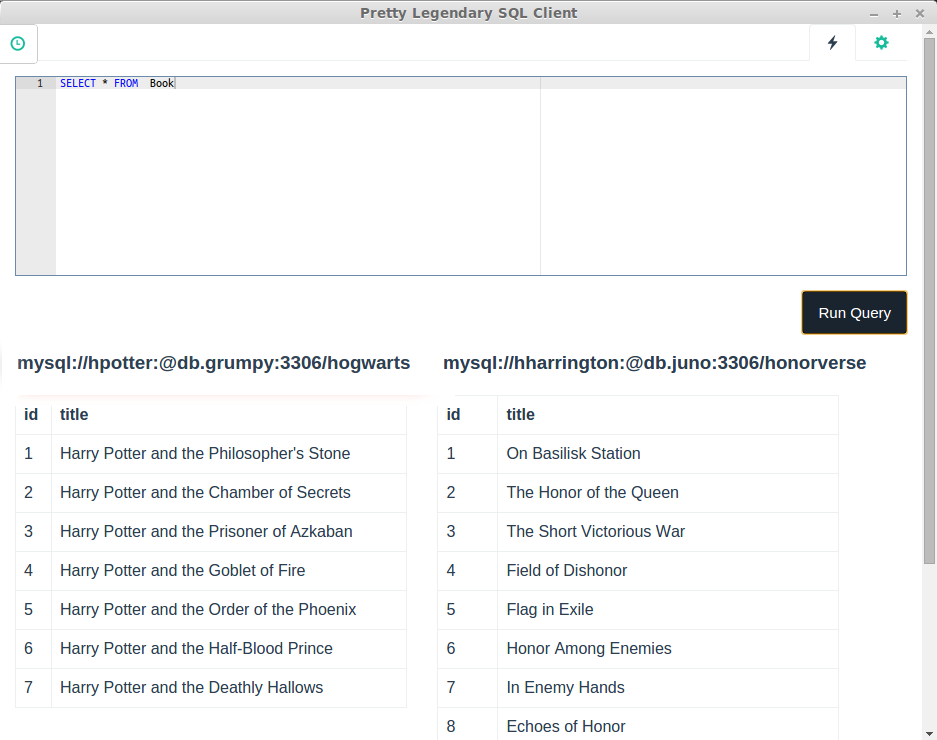 Pretty Legendary SQL Client
1 SELECT * FROM  Book
Run Query
mysql://hpotter:@db.grumpy:3306/hogwarts
id title
1 Harry Potter and the Philosopher's Stone
2 Harry Potter and the Chamber of Secrets
3 Harry Potter and the Prisoner of Azkaban
4 Harry Potter and the Goblet of Fire
5 Harry Potter and the Order of the Phoenix
6 Harry Potter and the Half-Blood Prince
7 Harry Potter and the Deathly Hallows
mysql://hharrington:@db.juno:3306/honorverse
id title
1 On Basilisk Station
2 The Honor of the Queen
3 The Short Victorious War
4 Field of Dishonor
5 Flag in Exile
6 Honor Among Enemies
7 In Enemy Hands
8 Echoes of Honor